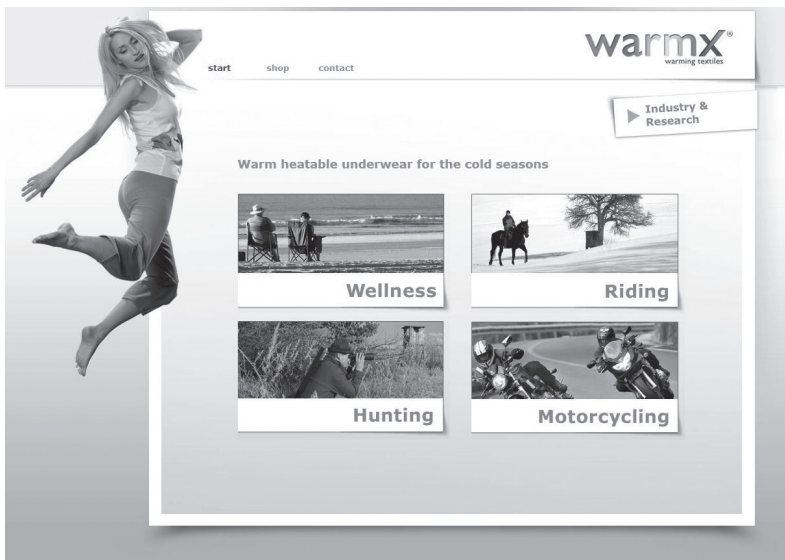 warmx®
warming textiles
start shop contact
Industry &
Research
Warm heatable underwear for the cold seasons
Wellness
Riding
Hunting
Motorcycling